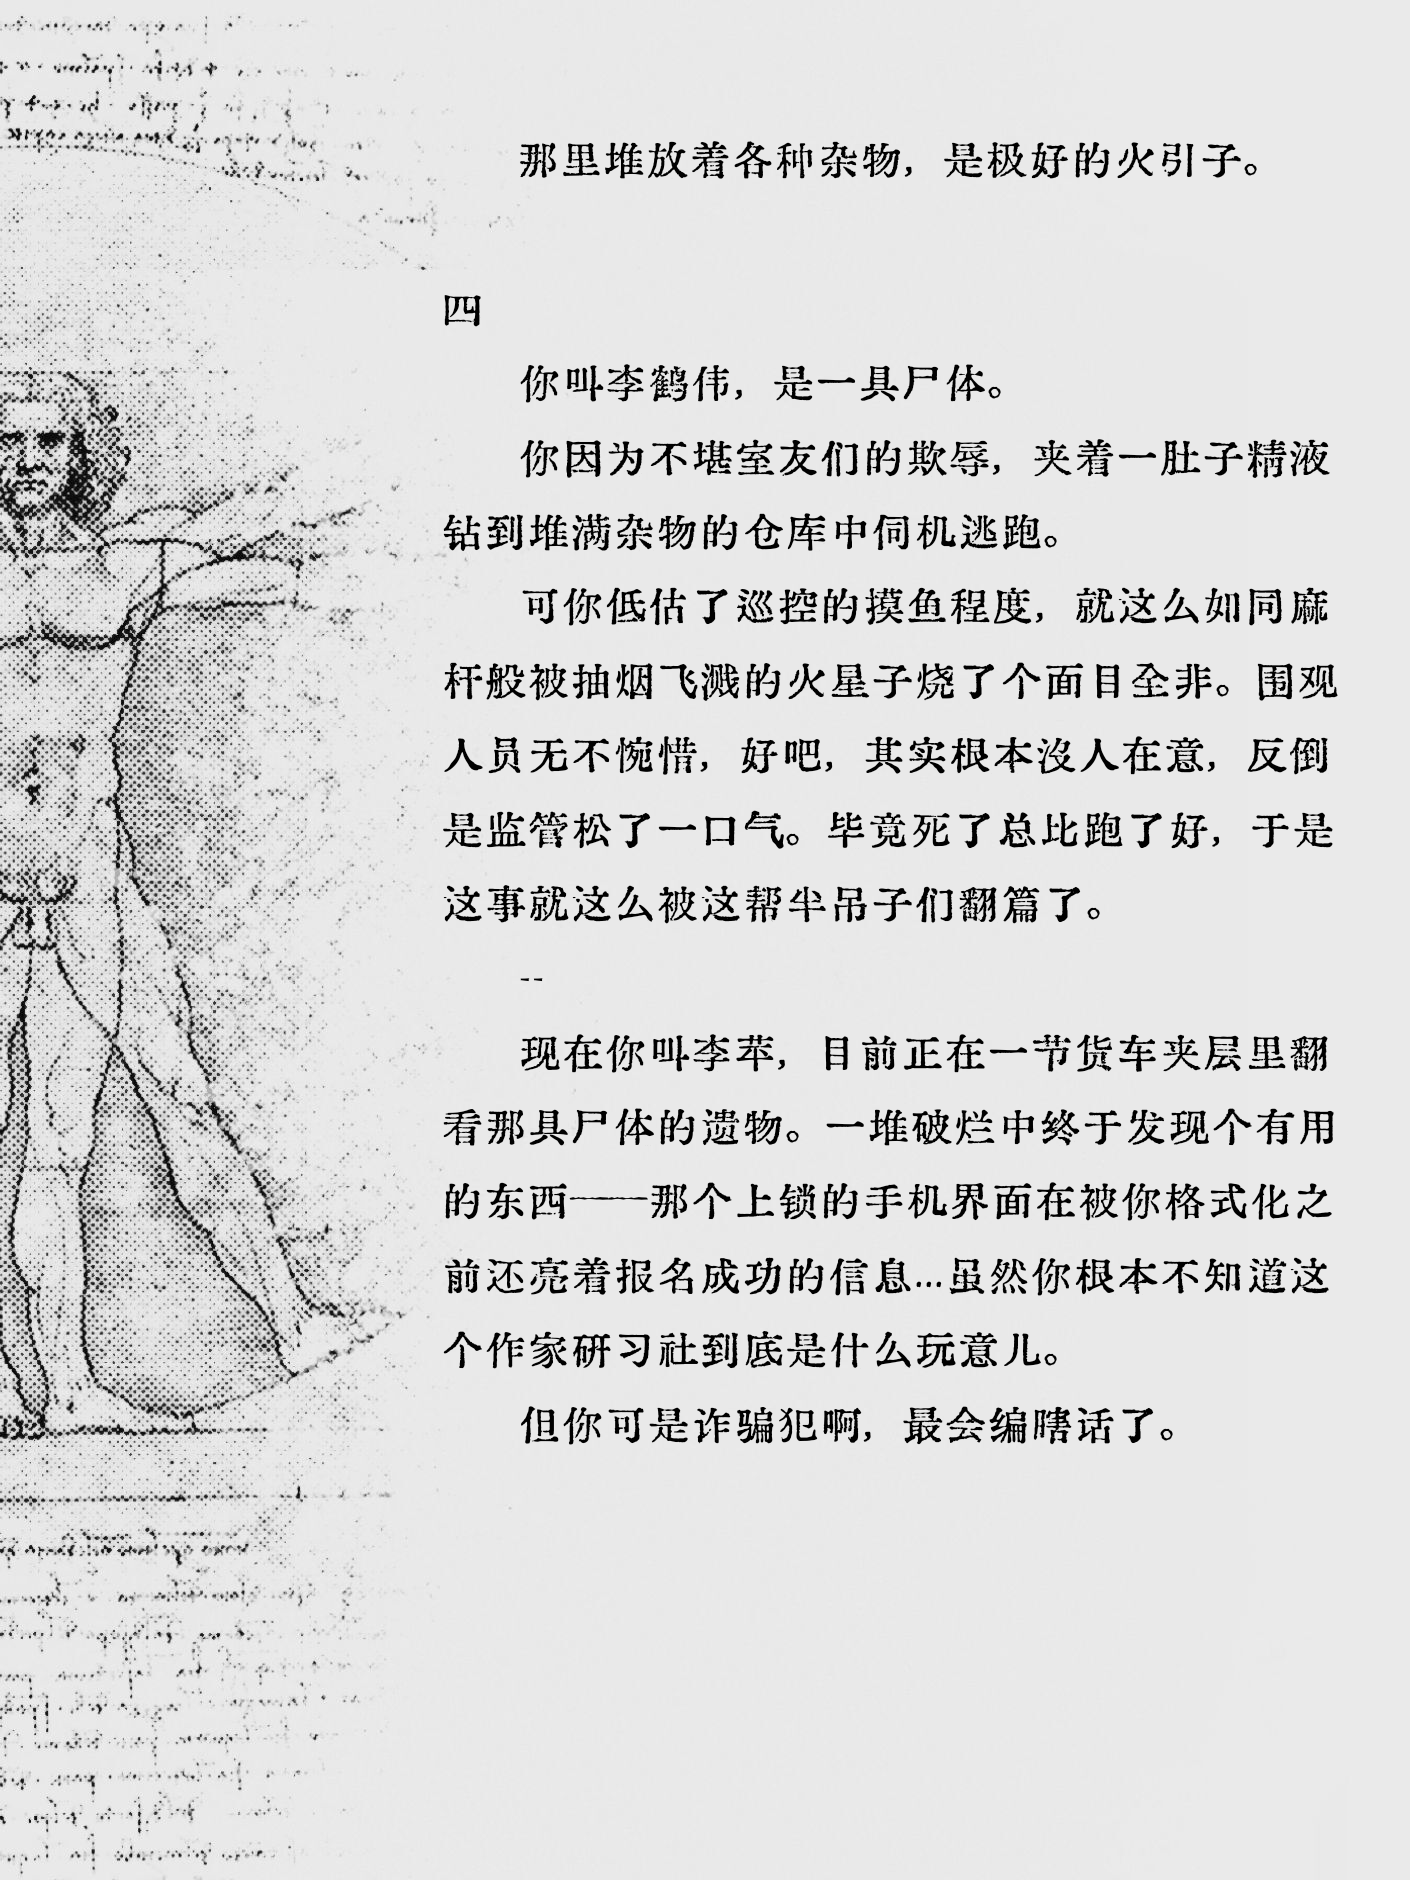 那里堆放着各种杂物，是极好的火引子。
四
你叫李鹤伟，是一具尸体。
你因为不堪室友们的欺辱，夹着一肚子精液
钻到堆满杂物的仓库中伺机逃跑。
可你低估了巡控的摸鱼程度，就这么如同麻
杆般被抽烟飞溅的火星子烧了个面目全非。围观
人员无不惋惜，好吧，其实根本没人在意，反倒
是监管松了一口气。毕竟死了总比跑了好，于是
这事就这么被这帮半吊子们翻篇了。
--
现在你叫李苹，目前正在一节货车夹层里翻
看那具尸体的遗物。一堆破烂中终于发现个有用
的东西——那个上锁的手机界面在被你格式化之
前还亮着报名成功的信息...虽然你根本不知道这
个作家研习社到底是什么玩意儿。
但你可是诈骗犯啊，最会编瞎话了。